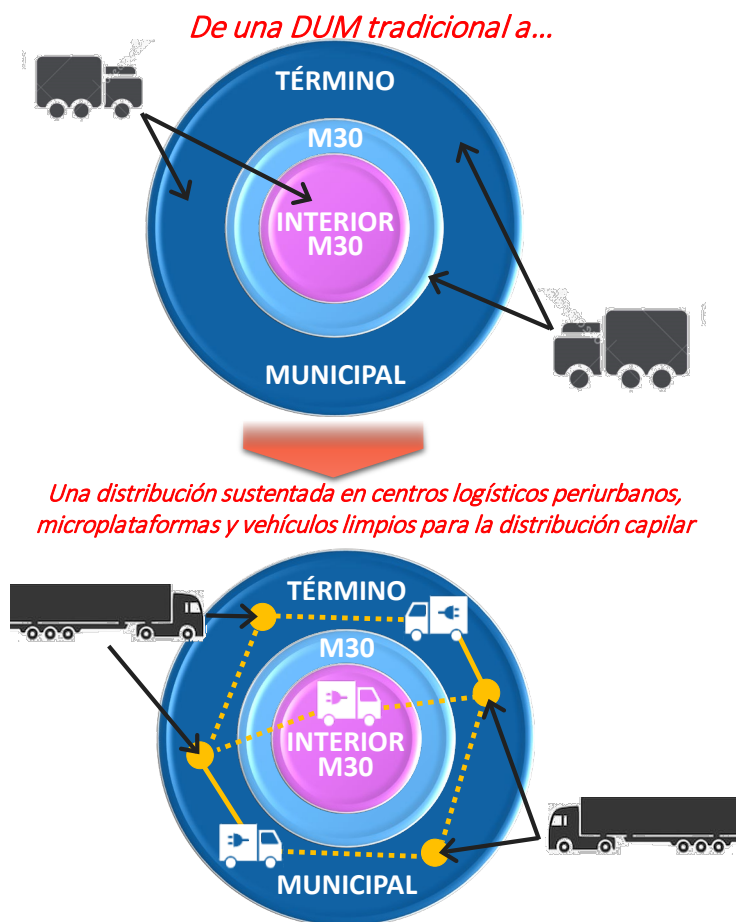 De una DUM tradicional a...
TÉRMINO
M30
INTERIOR
M30
MUNICIPAL
Una distribución sustentada en centros logísticos periurbanos,
microplataformas y vehículos limpios para la distribución capilar
TÉRMINO
M30
INTERIOR
M30
MUNICIPAL